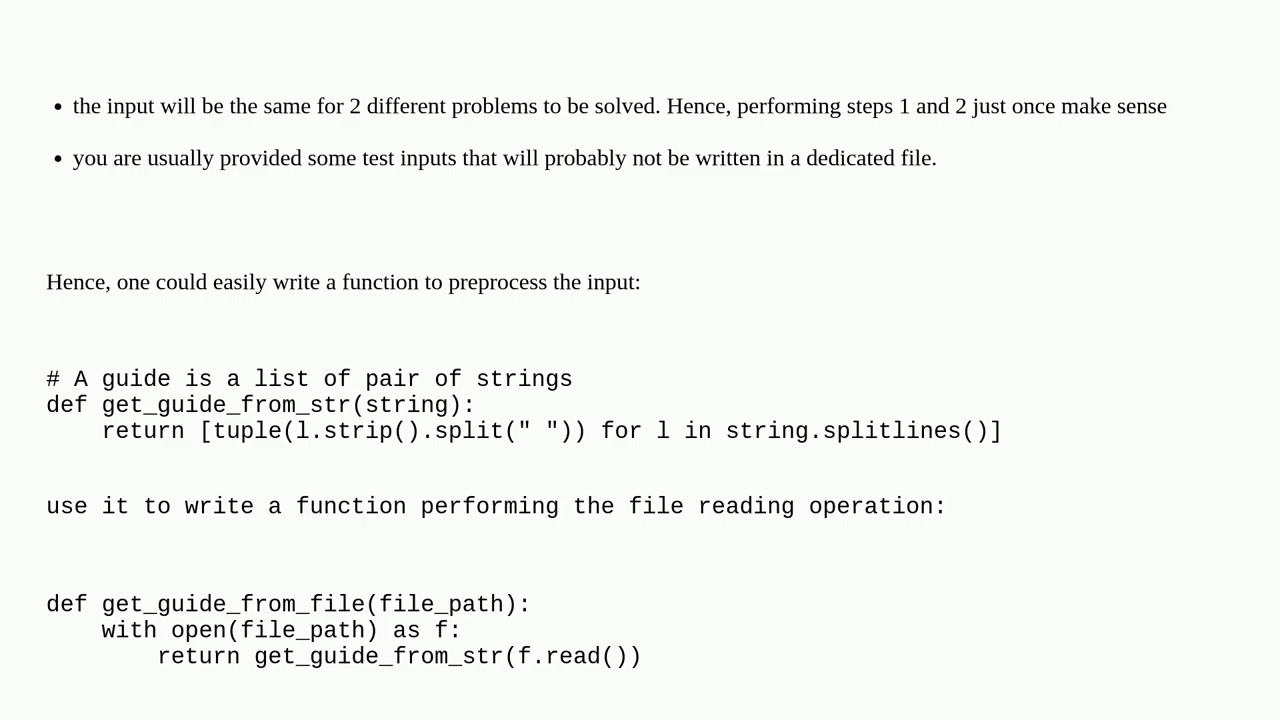 • the input will be the same for 2 different problems to be solved. Hence, performing steps 1 and 2 just once make sense
• you are usually provided some test inputs that will probably not be written in a dedicated file.
Hence, one could easily write a function to preprocess the input:
# A guide is a list of pair of strings
def get_guide_from_str(string):
    return [tuple(l.strip().split(" ")) for l in string.splitlines()]
use it to write a function performing the file reading operation:
def get_guide_from_file(file_path):
    with open(file_path) as f:
        return get_guide_from_str(f.read())